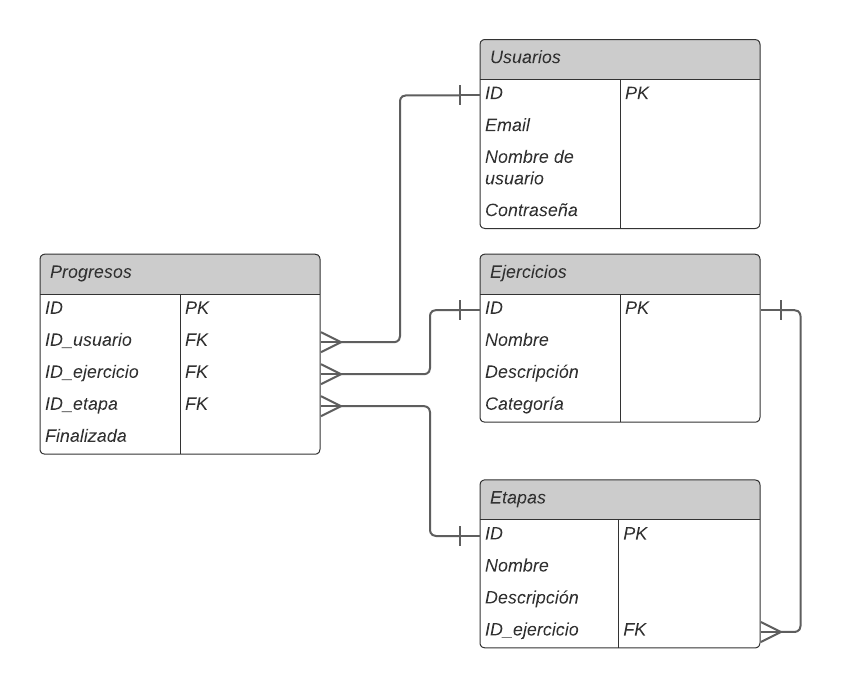 Usuarios
ID PK
Email
Nombre de
usuario
Contraseña
Progresos
ID PK
ID_usuario FK
ID_ejercicio FK
ID_etapa FK
Finalizada
Ejercicios
ID PK
Nombre
Descripción
Categoría
Etapas
ID PK
Nombre
Descripción
ID_ejercicio FK